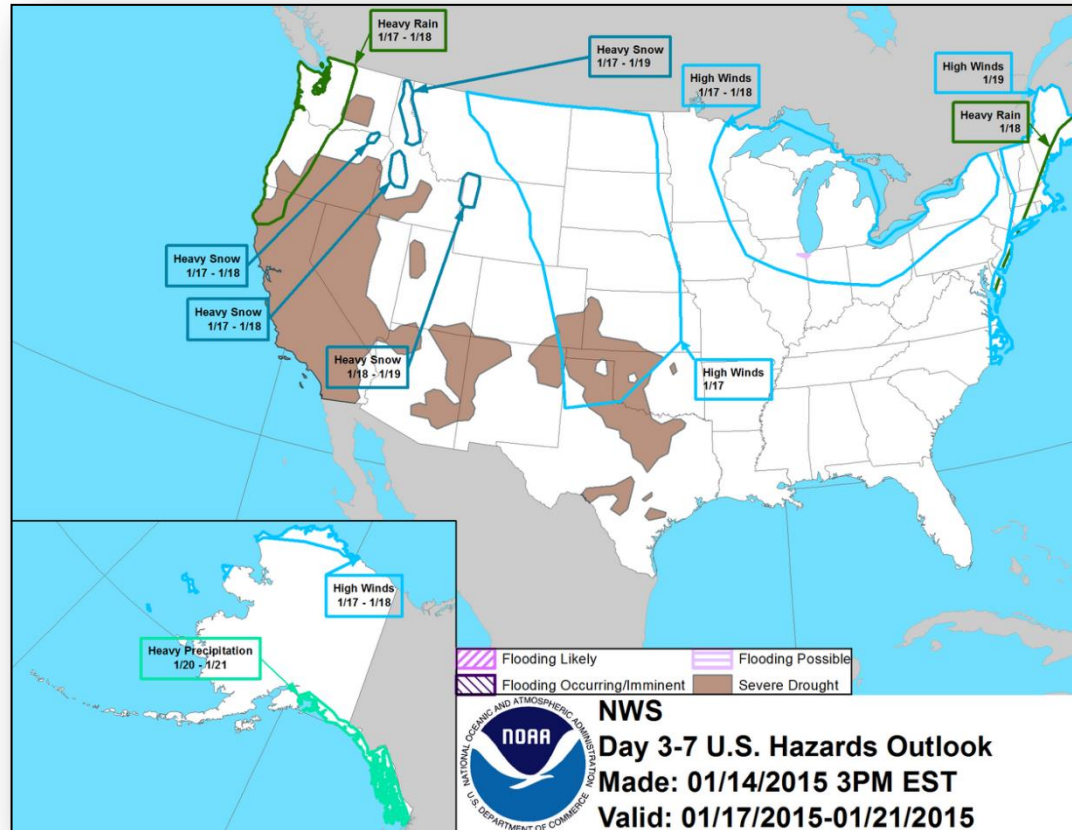 Heavy Rain
1/17 - 1/18
Heavy Snow
1/17 - 1/19
High Winds
1/17 - 1/18
High Winds
1/19
Heavy Rain
1/18
Heavy Snow
1/17 - 1/18
Heavy Snow
1/17 - 1/18
Heavy Snow
1/18 - 1/19
High Winds
1/17
High Winds
1/17 - 1/18
Heavy Precipitation
1/20 - 1/21
Flooding Likely
Flooding Possible
Flooding Occurring/Imminent
Severe Drought
NATIONAL OCEANIC AND ATMOSPHERIC ADMINISTRATION
NOAA
U.S. DEPARTMENT OF COMMERCE
NWS
Day 3-7 U.S. Hazards Outlook
Made: 01/14/2015 3PM EST
Valid: 01/17/2015-01/21/2015